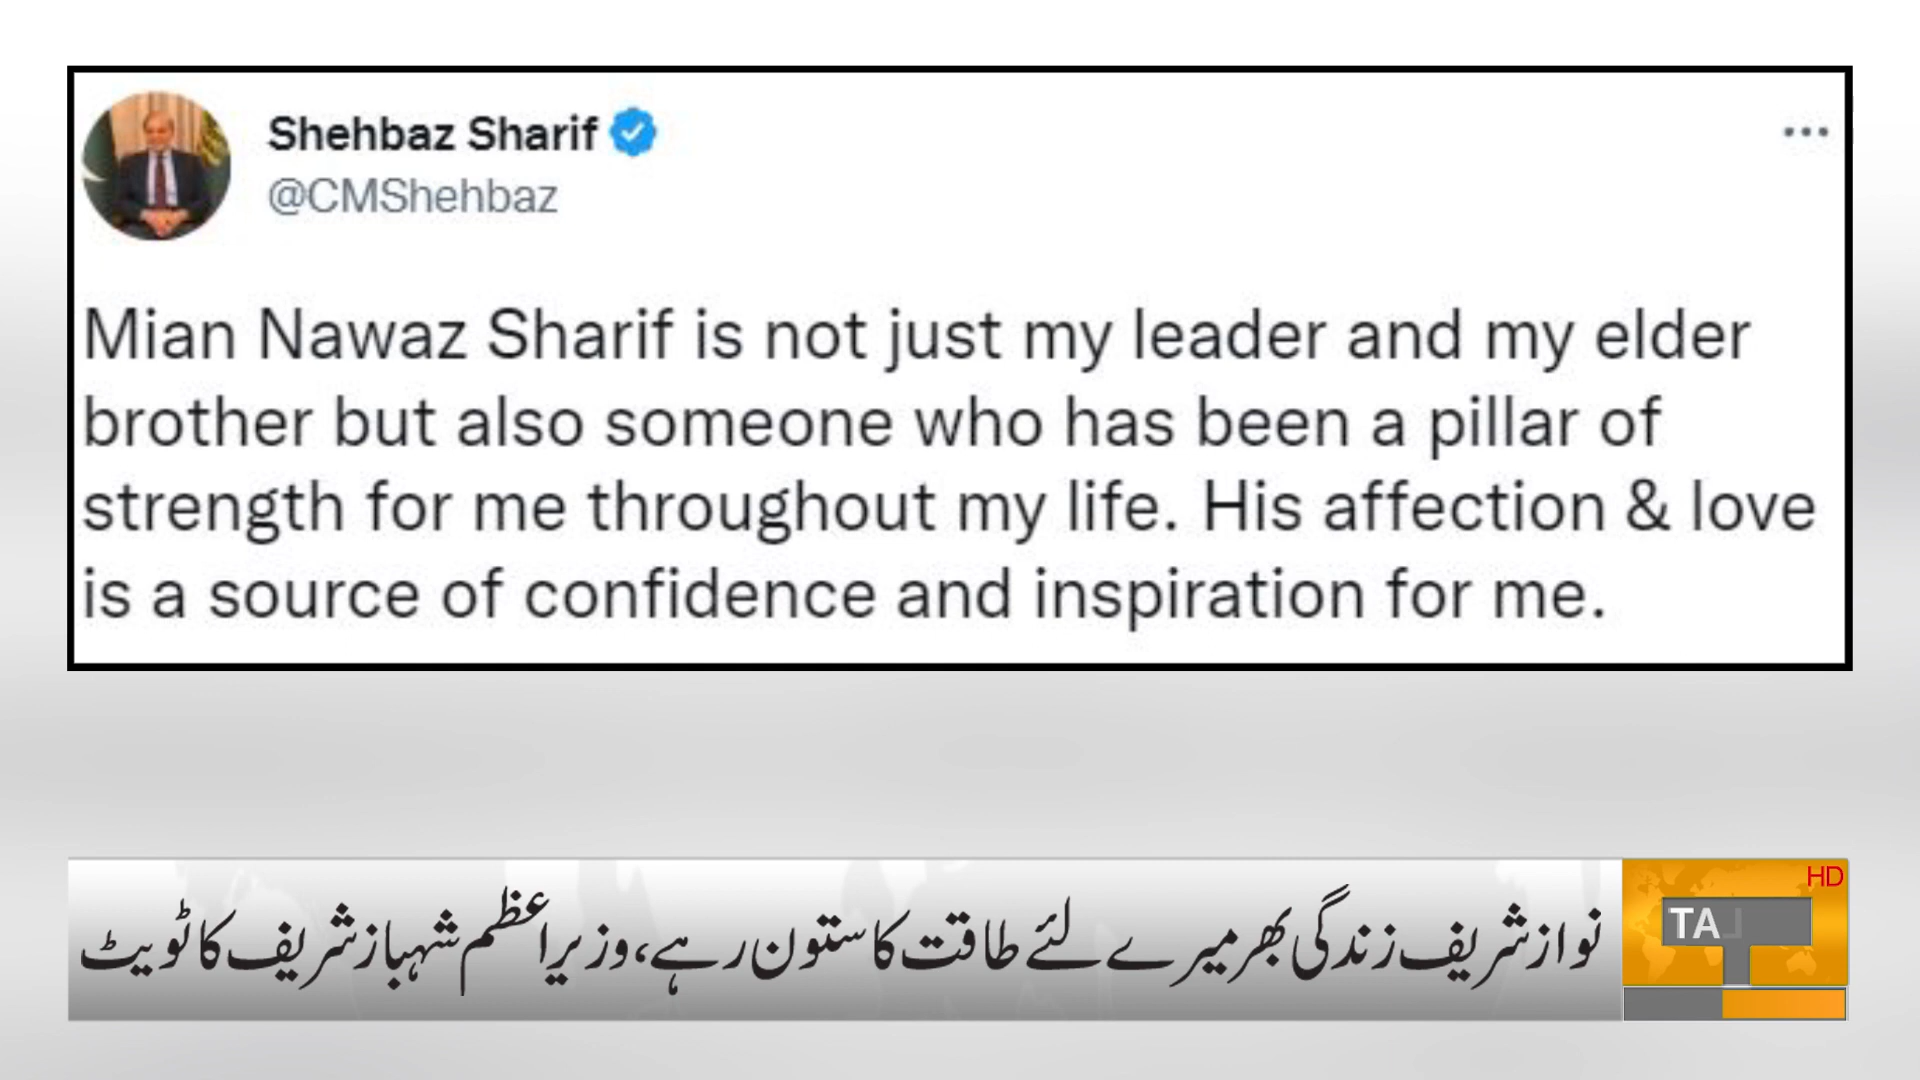 Shehbaz Sharif
@CMShehbaz
Mian Nawaz Sharif is not just my leader and my elder
brother but also someone who has been a pillar of
strength for me throughout my life. His affection & love
is a source of confidence and inspiration for me.
نواز شریف زندگی بھر میرے لئے طاقت کا ستون رہے، وزیراعظم شہباز شریف کا ٹویٹ
HD
TAJ